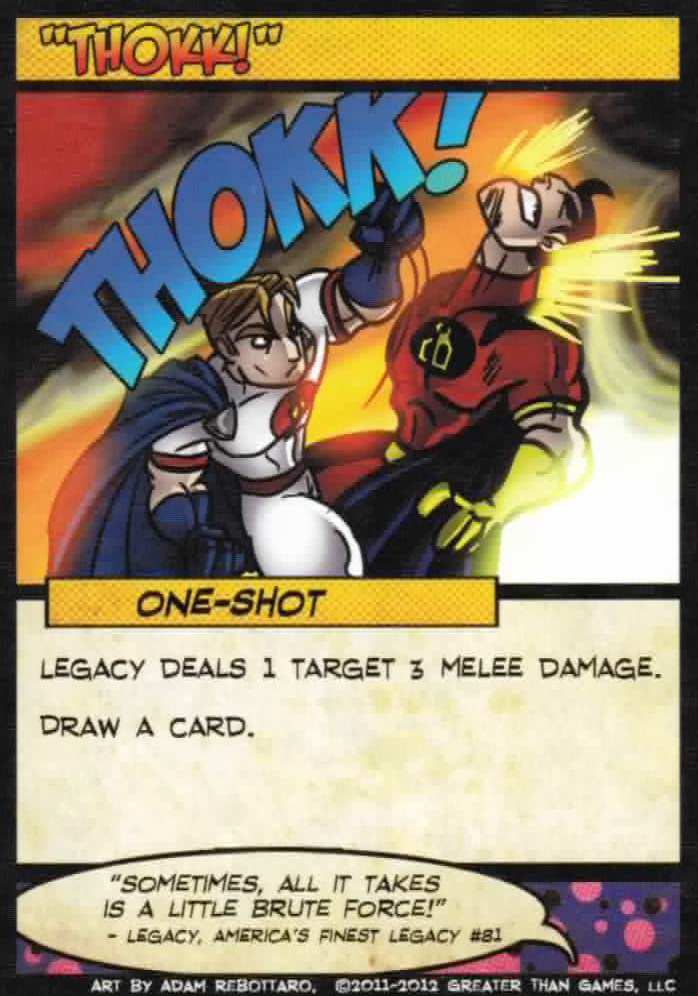 "THOKK!"
THOKK!
ONE-SHOT
LEGACY DEALS 1 TARGET 3 MELEE DAMAGE.
DRAW A CARD.
"SOMETIMES, ALL IT TAKES
IS A LITTLE BRUTE FORCE!"
- LEGACY, AMERICA'S FINEST LEGACY #81
ART BY ADAM REBOTTARO, ©2011-2012 GREATER THAN GAMES, LLC